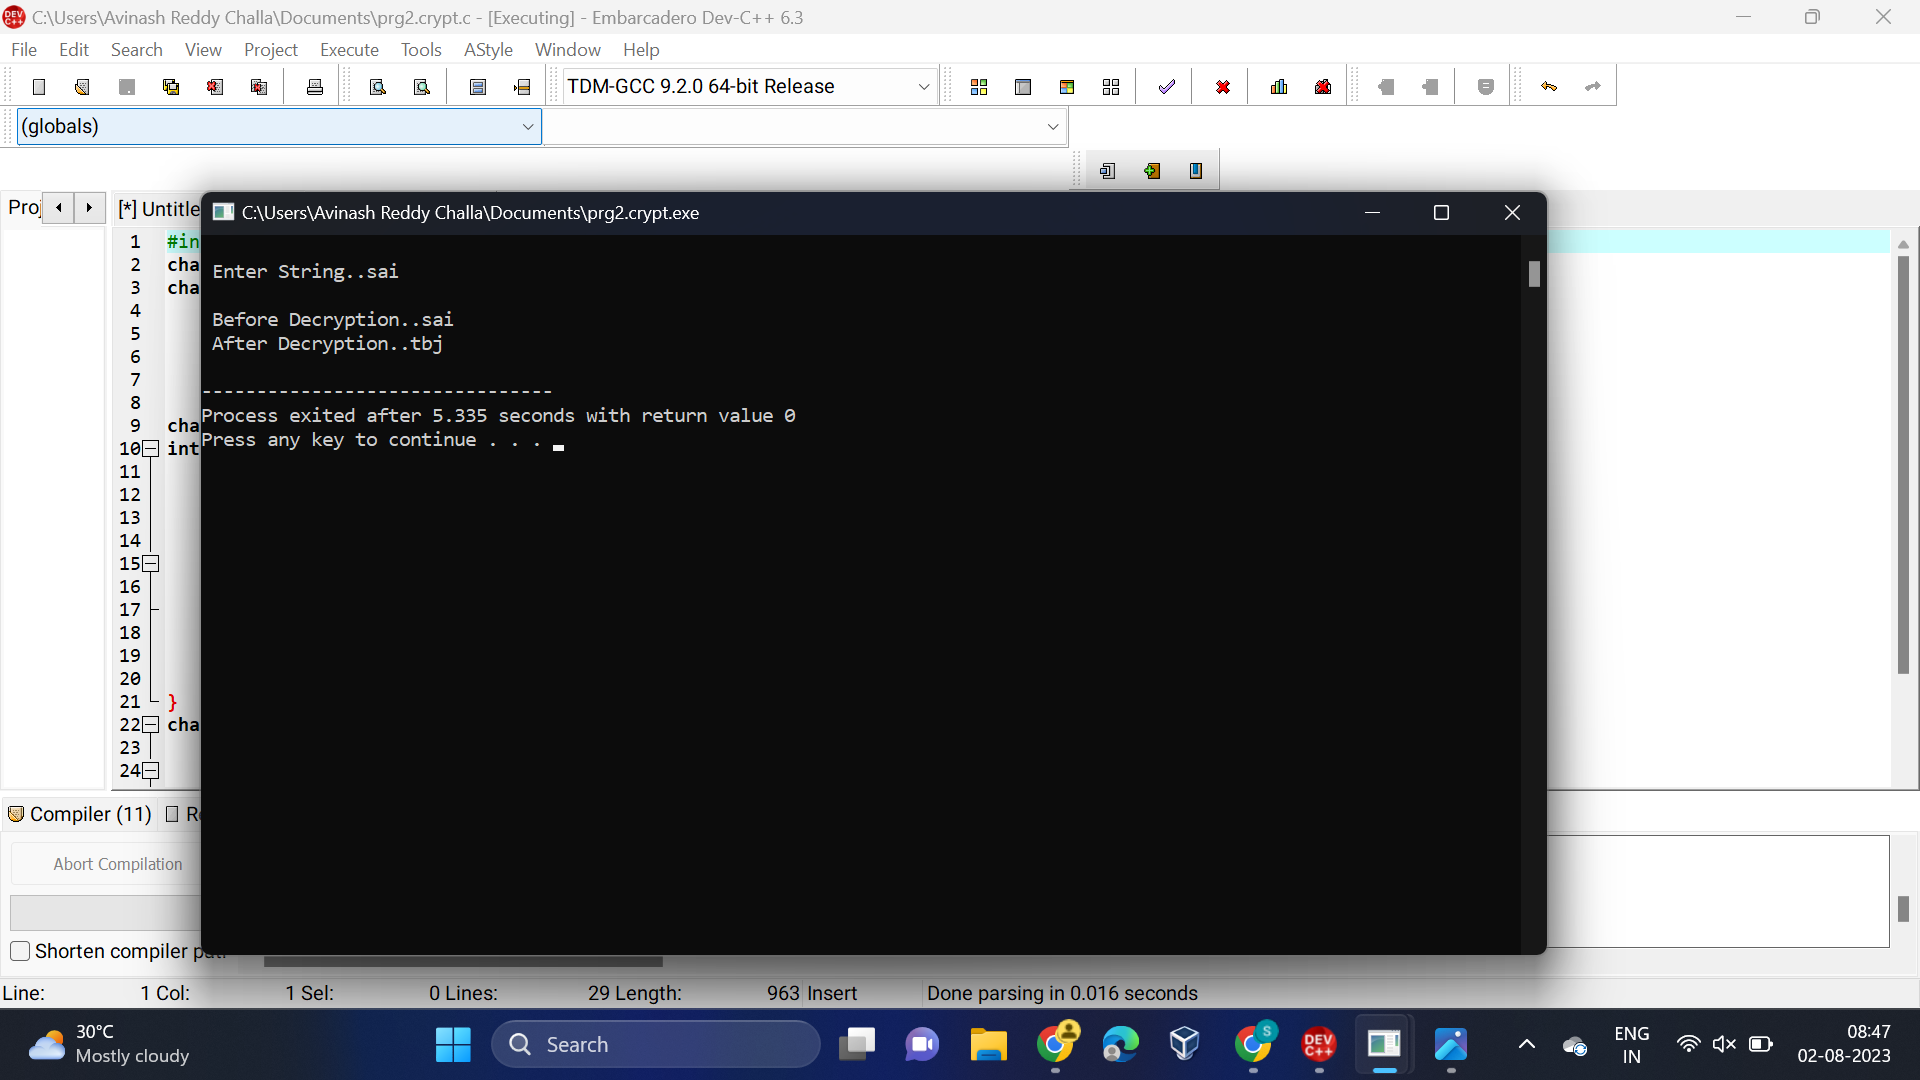 C:\Users\Avinash Reddy Challa\Documents\prg2.crypt.c - [Executing] - Embarcadero Dev-C++ 6.3
File Edit Search View Project Execute Tools AStyle Window Help
TDM-GCC 9.2.0 64-bit Release
(globals)
Proj
[*] Untitle
C:\Users\Avinash Reddy Challa\Documents\prg2.crypt.exe
1 #in
2 cha
3 cha
4
5
6
7
8
9 cha
10 int
11
12
13
14
15
16
17
18
19
20
21 }
22 cha
23
24
Enter String..sai
Before Decryption..sai
After Decryption..tbj
--------------------------------
Process exited after 5.335 seconds with return value 0
Press any key to continue . . .
Compiler (11) Re
Abort Compilation
Shorten compiler
Line: 1 Col: 1 Sel: 0 Lines: 29 Length: 963 Insert Done parsing in 0.016 seconds
30°C
Mostly cloudy
Search
S
DEV
C++
ENG
IN
08:47
02-08-2023